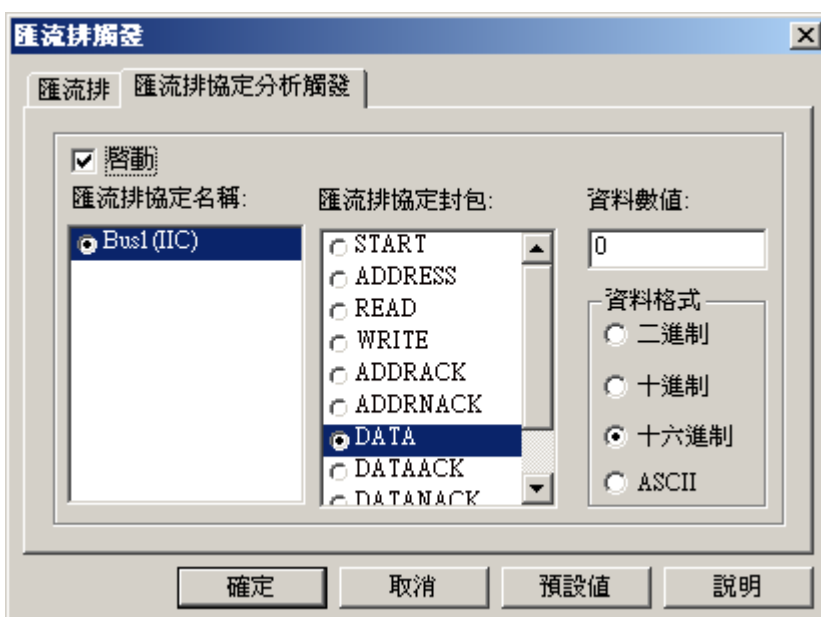 匯流排觸發
匯流排 匯流排協定分析觸發
啓動
匯流排協定名稱:
Bus1(IIC)
匯流排協定封包:
START
ADDRESS
READ
WRITE
ADDRACK
ADDRNACK
DATA
DATAACK
DATANACK
資料數值:
0
資料格式
二進制
十進制
十六進制
ASCII
確定 取消 預設值 說明